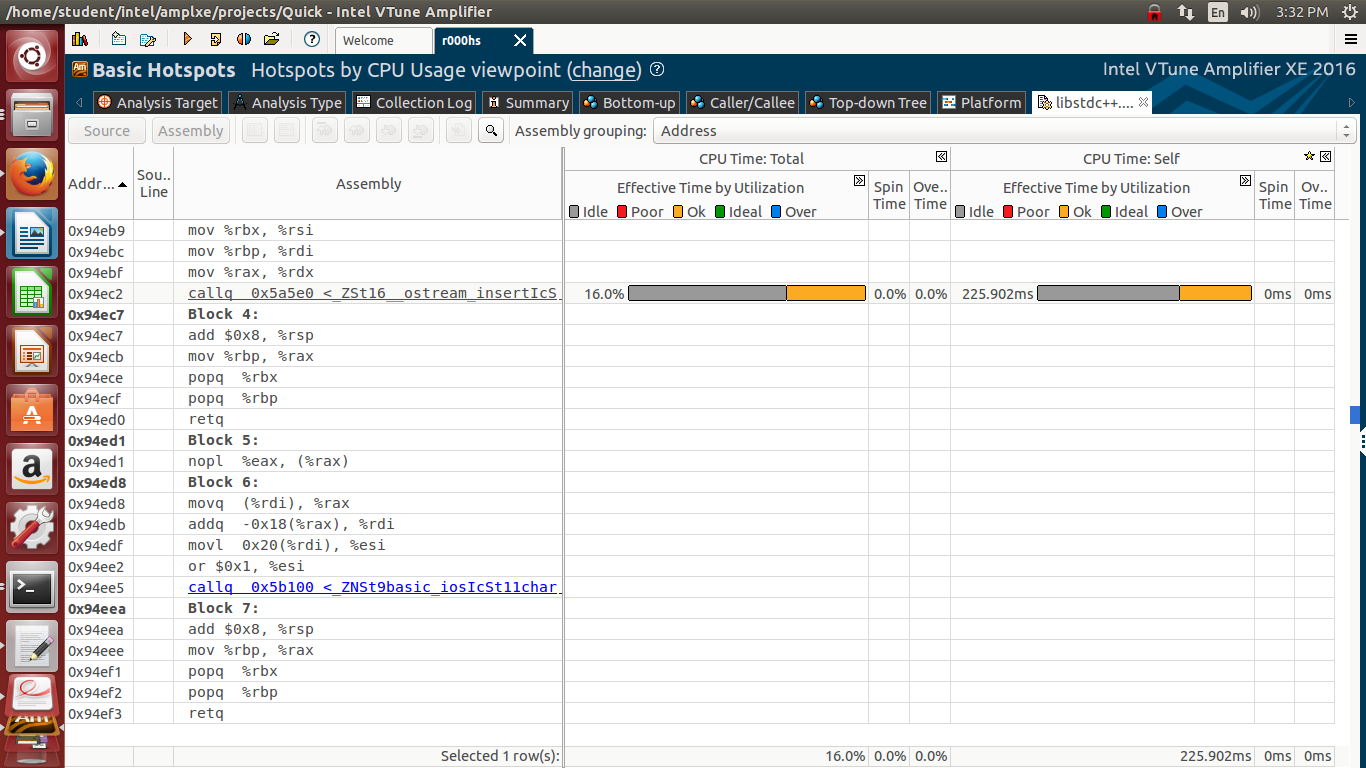 /home/student/intel/amplxe/projects/Quick - Intel VTune Amplifier
En
3:32 PM
Welcome
r000hs
Basic Hotspots Hotspots by CPU Usage viewpoint (change)
Intel VTune Amplifier XE 2016
Analysis Target Analysis Type Collection Log Summary Bottom-up Caller/Callee Top-down Tree Platform libstdc++....
Source Assembly Assembly grouping: Address
CPU Time: Total CPU Time: Self
Addr... Sou.. Line Assembly
Effective Time by Utilization Spin Time Ove.. Time Effective Time by Utilization Spin Time Ov.. Time
Idle Poor Ok Ideal Over Idle Poor Ok Ideal Over
0x94eb9 mov %rbx, %rsi
0x94ebc mov %rbp, %rdi
0x94ebf mov %rax, %rdx
0x94ec2 callq 0x5a5e0 <_ZSt16__ostream_insertIcS 16.0% 0.0% 0.0% 225.902ms 0ms 0ms
0x94ec7 Block 4:
0x94ec7 add $0x8, %rsp
0x94ecb mov %rbp, %rax
0x94ece popq %rbx
0x94ecf popq %rbp
0x94ed0 retq
0x94ed1 Block 5:
0x94ed1 nopl %eax, (%rax)
0x94ed8 Block 6:
0x94ed8 movq (%rdi), %rax
0x94edb addq -0x18(%rax), %rdi
0x94edf movl 0x20(%rdi), %esi
0x94ee2 or $0x1, %esi
0x94ee5 callq 0x5b100 <_ZNSt9basic_iosIcSt11char
0x94eea Block 7:
0x94eea add $0x8, %rsp
0x94eee mov %rbp, %rax
0x94ef1 popq %rbx
0x94ef2 popq %rbp
0x94ef3 retq
Selected 1 row(s): 16.0% 0.0% 0.0% 225.902ms 0ms 0ms